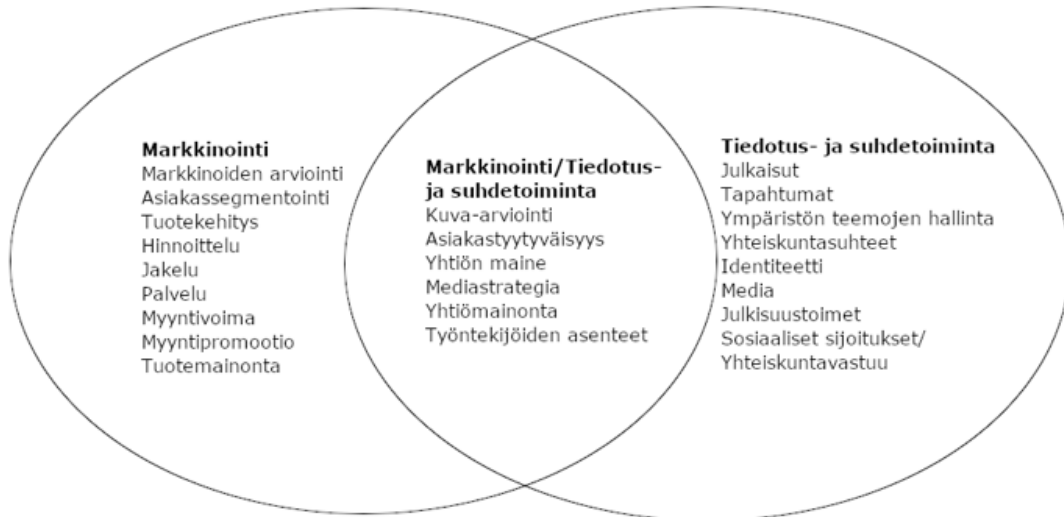 Markkinointi
Markkinoiden arviointi
Asiakassegmentointi
Tuotekehitys
Hinnoittelu
Jakelu
Palvelu
Myyntivoima
Myyntipromootio
Tuotemainonta
Markkinointi/Tiedotus-
ja suhdetoiminta
Kuva-arviointi
Asiakastyytyväisyys
Yhtiön maine
Mediastrategia
Yhtiömainonta
Työntekijöiden asenteet
Tiedotus- ja suhdetoiminta
Julkaisut
Tapahtumat
Ympäristön teemojen hallinta
Yhteiskuntasuhteet
Identiteetti
Media
Julkisuustoimet
Sosiaaliset sijoitukset/
Yhteiskuntavastuu